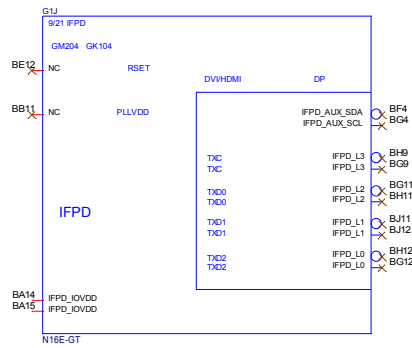 G1J
9/21 IFPD
GM204 GK104
BE12 NC RSET
DVI/HDMI DP
BB11 NC PLLVDD
IFPD_AUX_SDA BF4
IFPD_AUX_SCL BG4
TXC IFPD_L3 BH9
TXC IFPD_L3 BG9
TXD0 IFPD_L2 BG11
TXD0 IFPD_L2 BH11
IFPD
TXD1 IFPD_L1 BJ11
TXD1 IFPD_L1 BJ12
TXD2 IFPD_L0 BH12
TXD2 IFPD_L0 BG12
BA14 IFPD_IOVDD
BA15 IFPD_IOVDD
N16E-GT